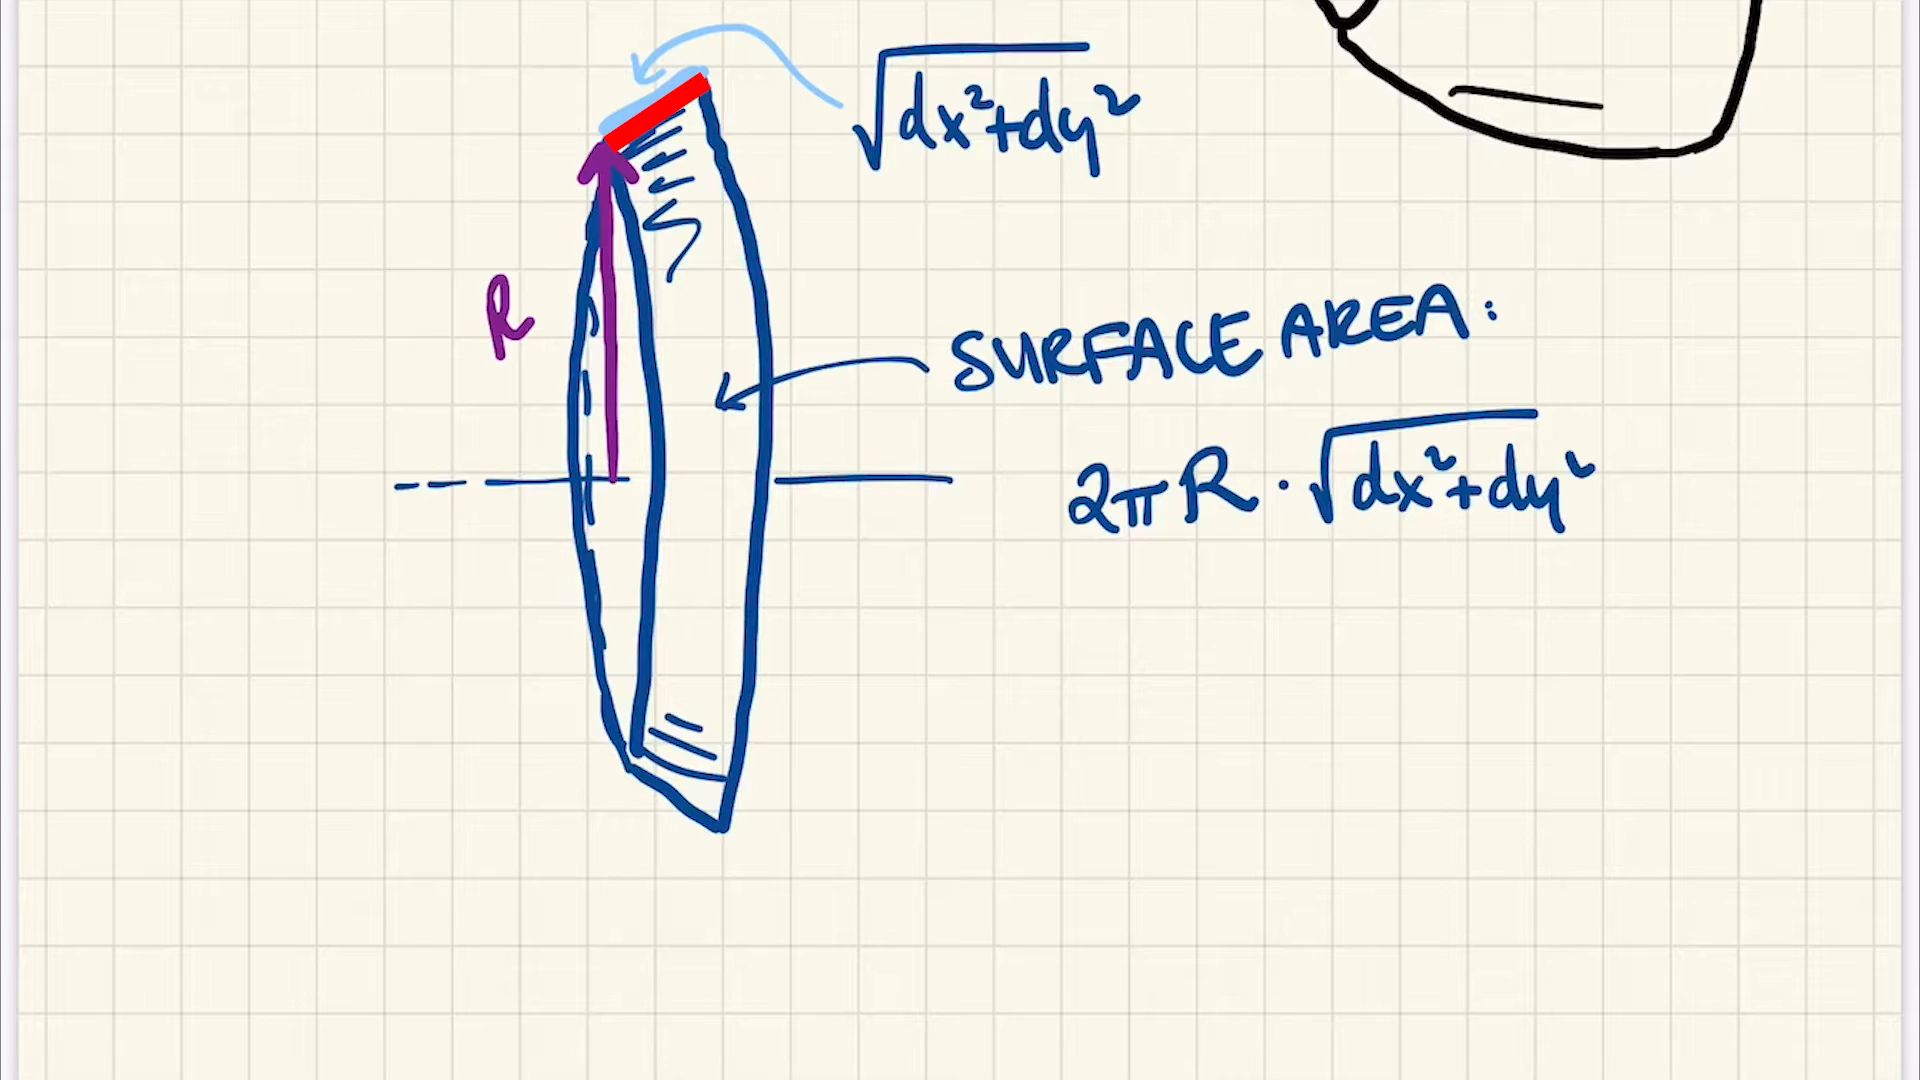 √dx²+dy²
R
SURFACE AREA:
2πR · √dx²+dy²